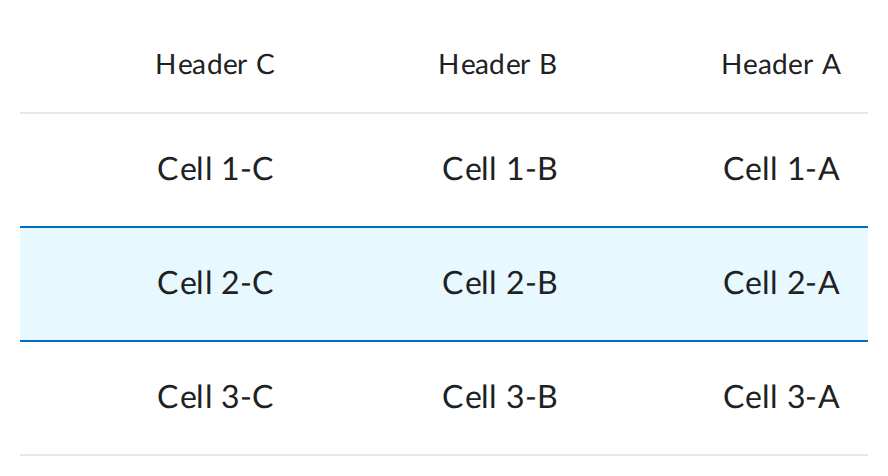 Header C Header B Header A
Cell 1-C Cell 1-B Cell 1-A
Cell 2-C Cell 2-B Cell 2-A
Cell 3-C Cell 3-B Cell 3-A